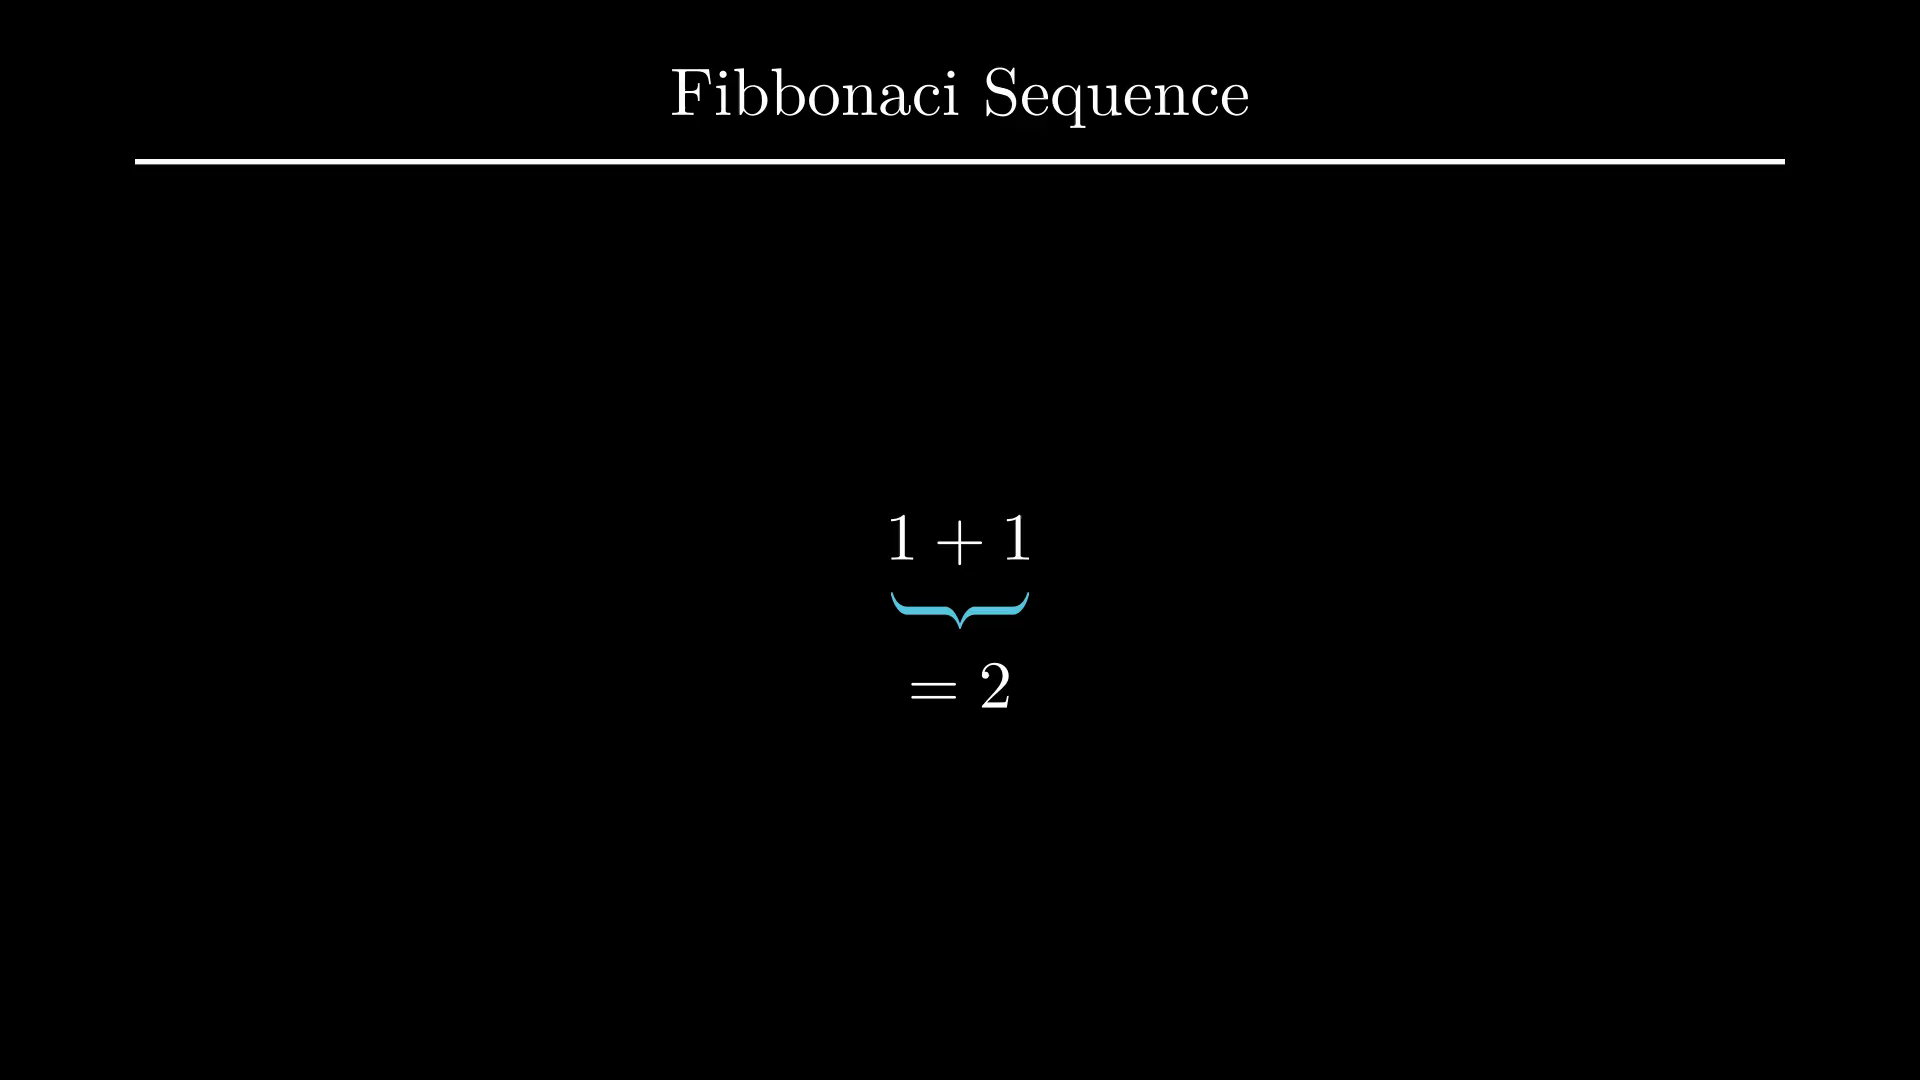 Fibbonaci Sequence
1 + 1
= 2